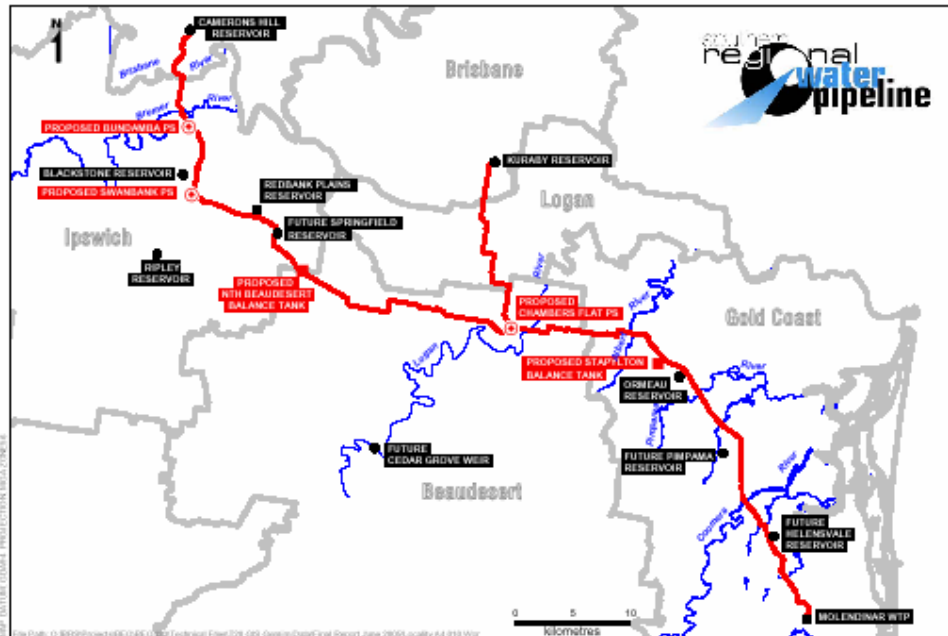 N
CAMERONS HILL
RESERVOIR
southern
regional
water
pipeline
Brisbane
Brisbane
River
Bremer
River
PROPOSED BUNDAMBA PS
BLACKSTONE RESERVOIR
PROPOSED SWANBANK PS
KURABY RESERVOIR
REDBANK PLAINS
RESERVOIR
Logan
FUTURE SPRINGFIELD
RESERVOIR
Ipswich
RIPLEY
RESERVOIR
PROPOSED
NTH BEAUDESERT
BALANCE TANK
River
PROPOSED
CHAMBERS FLAT PS
River
Gold Coast
Logan
Albert
PROPOSED STAPYLTON
BALANCE TANK
River
ORMEAU
RESERVOIR
Pimpama
FUTURE
CEDAR GROVE WEIR
FUTURE PIMPAMA
RESERVOIR
River
Beaudesert
Coomera
FUTURE
HELENSVALE
RESERVOIR
0 5 10
kilometres
MOLENDINAR WTP